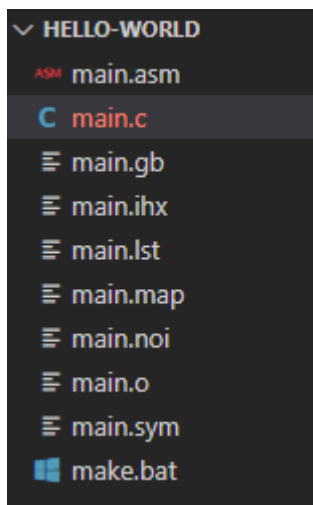 HELLO-WORLD
ASM main.asm
C main.c
main.gb
main.ihx
main.lst
main.map
main.noi
main.o
main.sym
make.bat